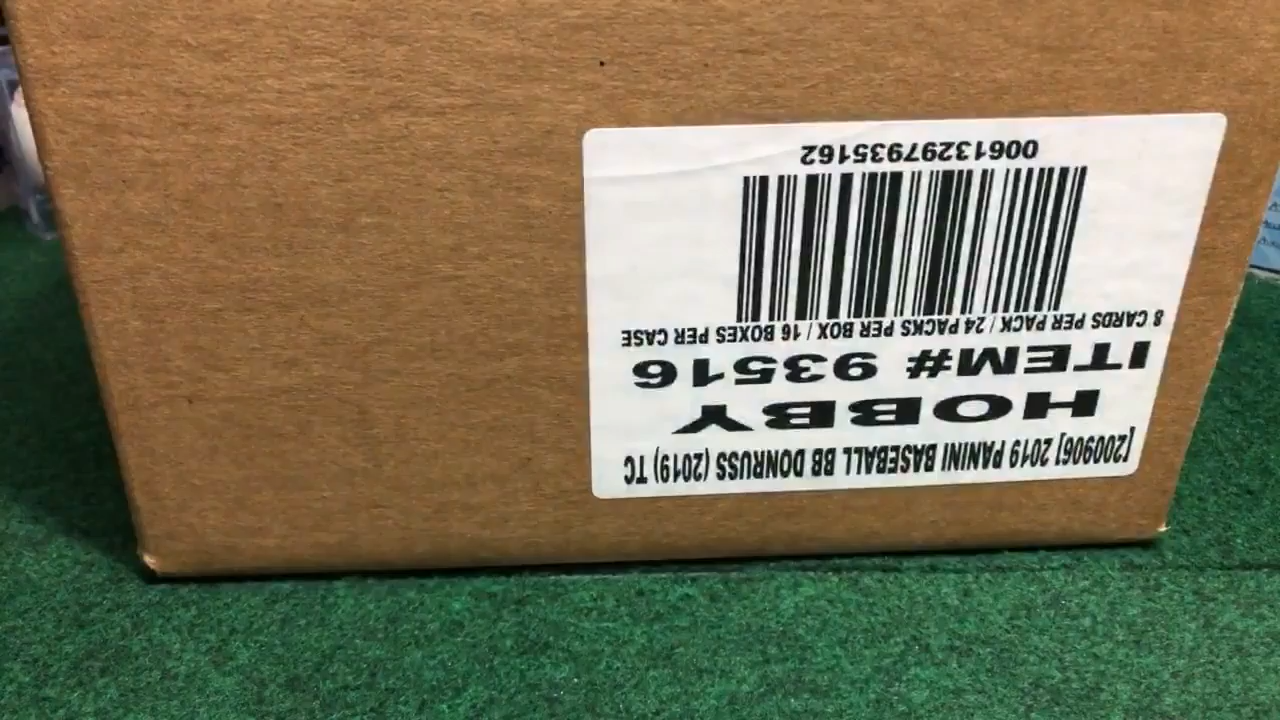 [200906] 2019 PANINI BASEBALL BB DONRUSS (2019) TC
HOBBY
ITEM# 93516
8 CARDS PER PACK / 24 PACKS PER BOX / 16 BOXES PER CASE
00613297935162